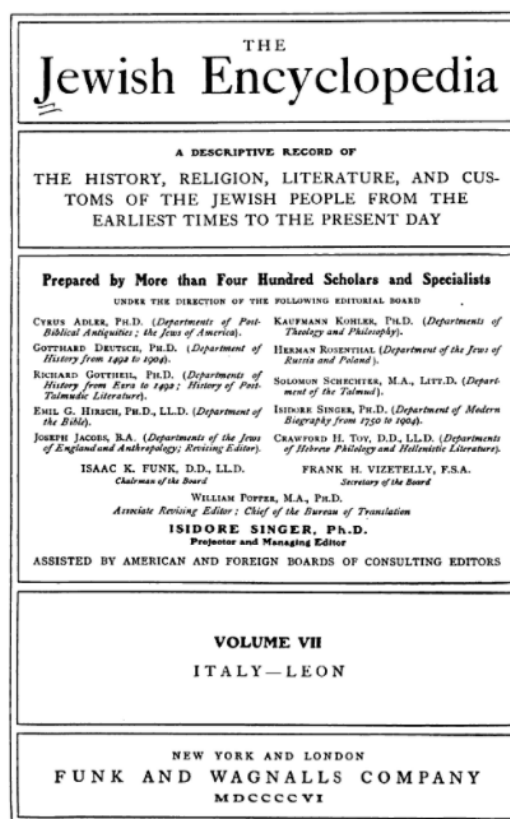 THE
Jewish Encyclopedia
A DESCRIPTIVE RECORD OF
THE HISTORY, RELIGION, LITERATURE, AND CUS-
TOMS OF THE JEWISH PEOPLE FROM THE
EARLIEST TIMES TO THE PRESENT DAY
Prepared by More than Four Hundred Scholars and Specialists
UNDER THE DIRECTION OF THE FOLLOWING EDITORIAL BOARD
CYRUS ADLER, PH.D. (Departments of Post-
Biblical Antiquities; the Jews of America).
GOTTHARD DEUTSCH, PH.D. (Department of
History from 1492 to 1904).
RICHARD GOTTHEIL, PH.D. (Departments of
History from Ezra to 1492; History of Post-
Talmudic Literature).
EMIL G. HIRSCH, PH.D., LL.D. (Department of
the Bible).
JOSEPH JACOBS, B.A. (Departments of the Jews
of England and Anthropology; Revising Editor).
KAUFMANN KOHLER, PH.D. (Departments of
Theology and Philosophy).
HERMAN ROSENTHAL (Department of the Jews of
Russia and Poland).
SOLOMON SCHECHTER, M.A., LITT.D. (Depart-
ment of the Talmud).
ISIDORE SINGER, PH.D. (Department of Modern
Biography from 1750 to 1904).
CRAWFORD H. TOY, D.D., LL.D. (Departments
of Hebrew Philology and Hellenistic Literature).
ISAAC K. FUNK, D.D., LL.D.
Chairman of the Board
FRANK H. VIZETELLY, F.S.A.
Secretary of the Board
WILLIAM POPPER, M.A., PH.D.
Associate Revising Editor; Chief of the Bureau of Translation
ISIDORE SINGER, Ph.D.
Projector and Managing Editor
ASSISTED BY AMERICAN AND FOREIGN BOARDS OF CONSULTING EDITORS
VOLUME VII
ITALY—LEON
NEW YORK AND LONDON
FUNK AND WAGNALLS COMPANY
MDCCCCVI